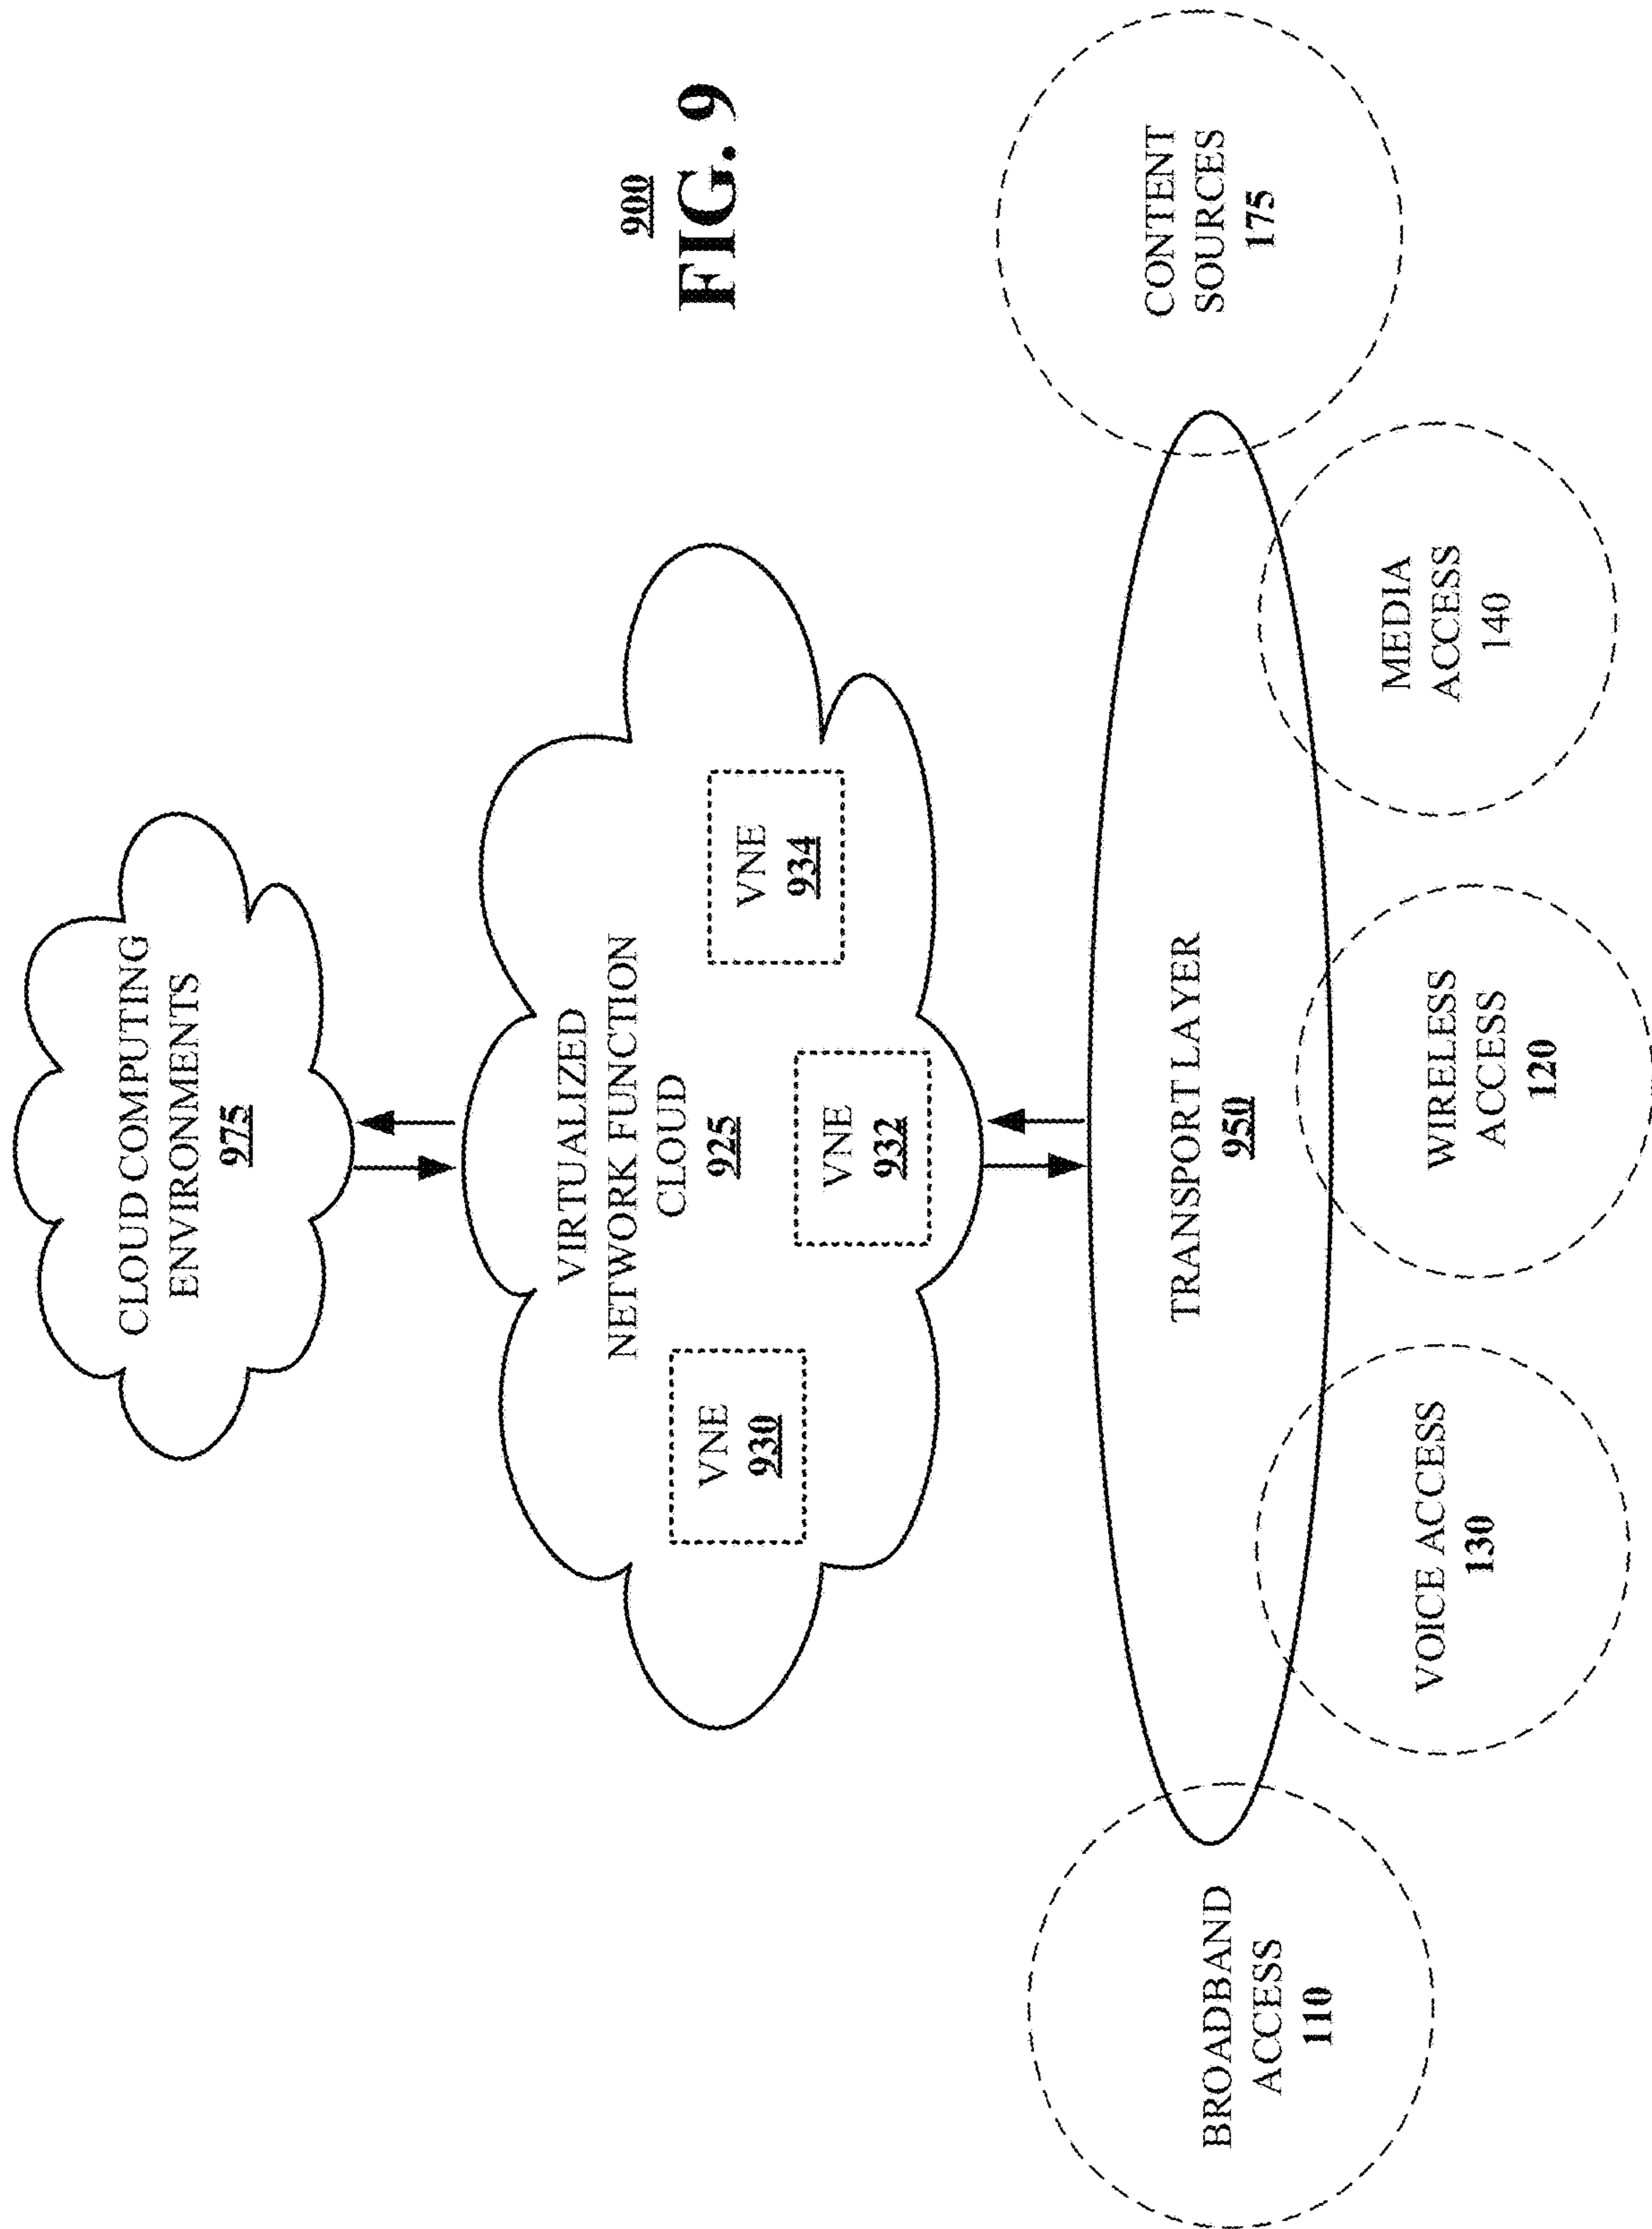 CLOUD COMPUTING
ENVIRONMENTS
975
VIRTUALIZED
NETWORK FUNCTION
CLOUD
925
VNE
930
VNE
932
VNE
934
900
FIG. 9
TRANSPORT LAYER
950
BROADBAND
ACCESS
110
VOICE ACCESS
130
WIRELESS
ACCESS
120
MEDIA
ACCESS
140
CONTENT
SOURCES
175